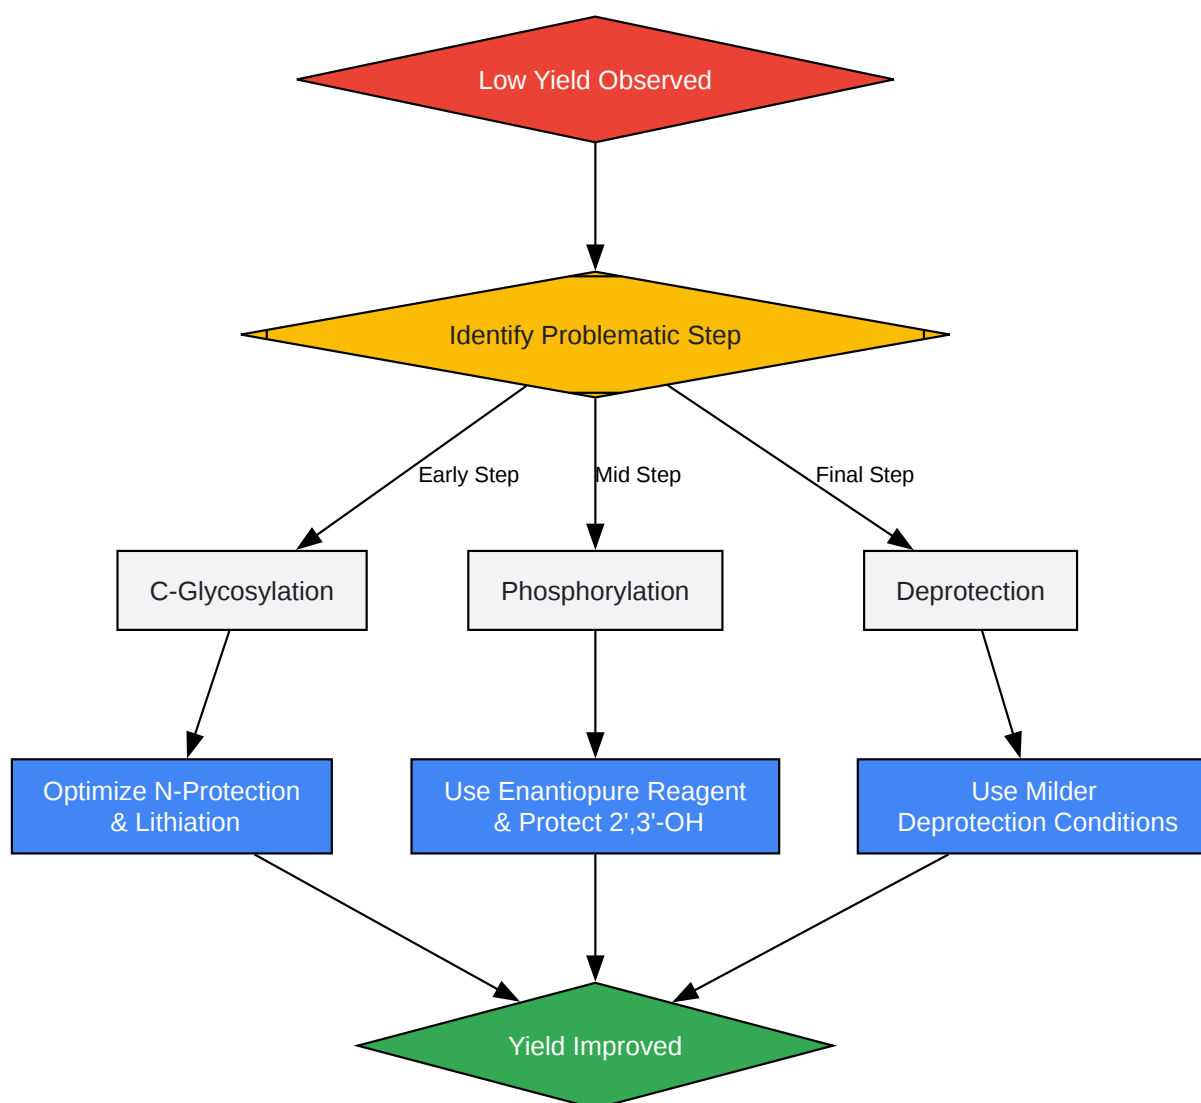 Low Yield Observed
Identify Problematic Step
Early Step
Mid Step
Final Step
C-Glycosylation
Phosphorylation
Deprotection
Optimize N-Protection
& Lithiation
Use Enantiopure Reagent
& Protect 2',3'-OH
Use Milder
Deprotection Conditions
Yield Improved